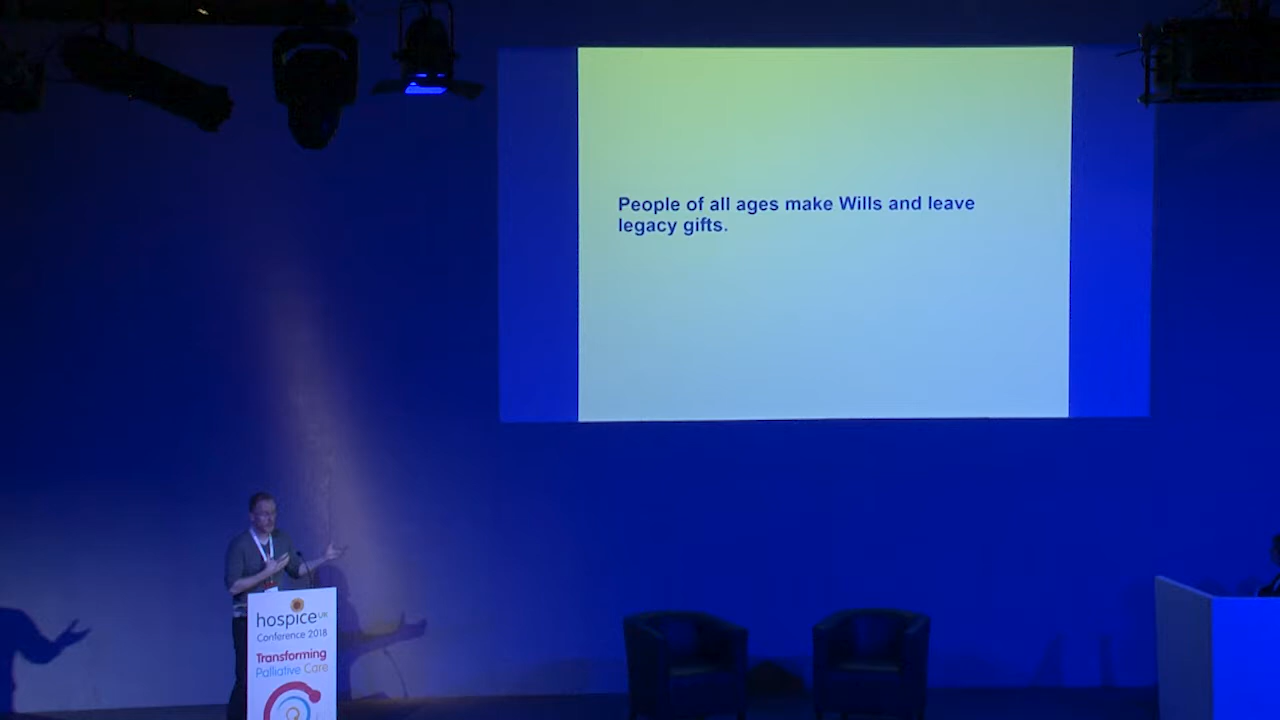 People of all ages make Wills and leave
legacy gifts.
hospice UK
Conference 2018
Transforming
Palliative Care